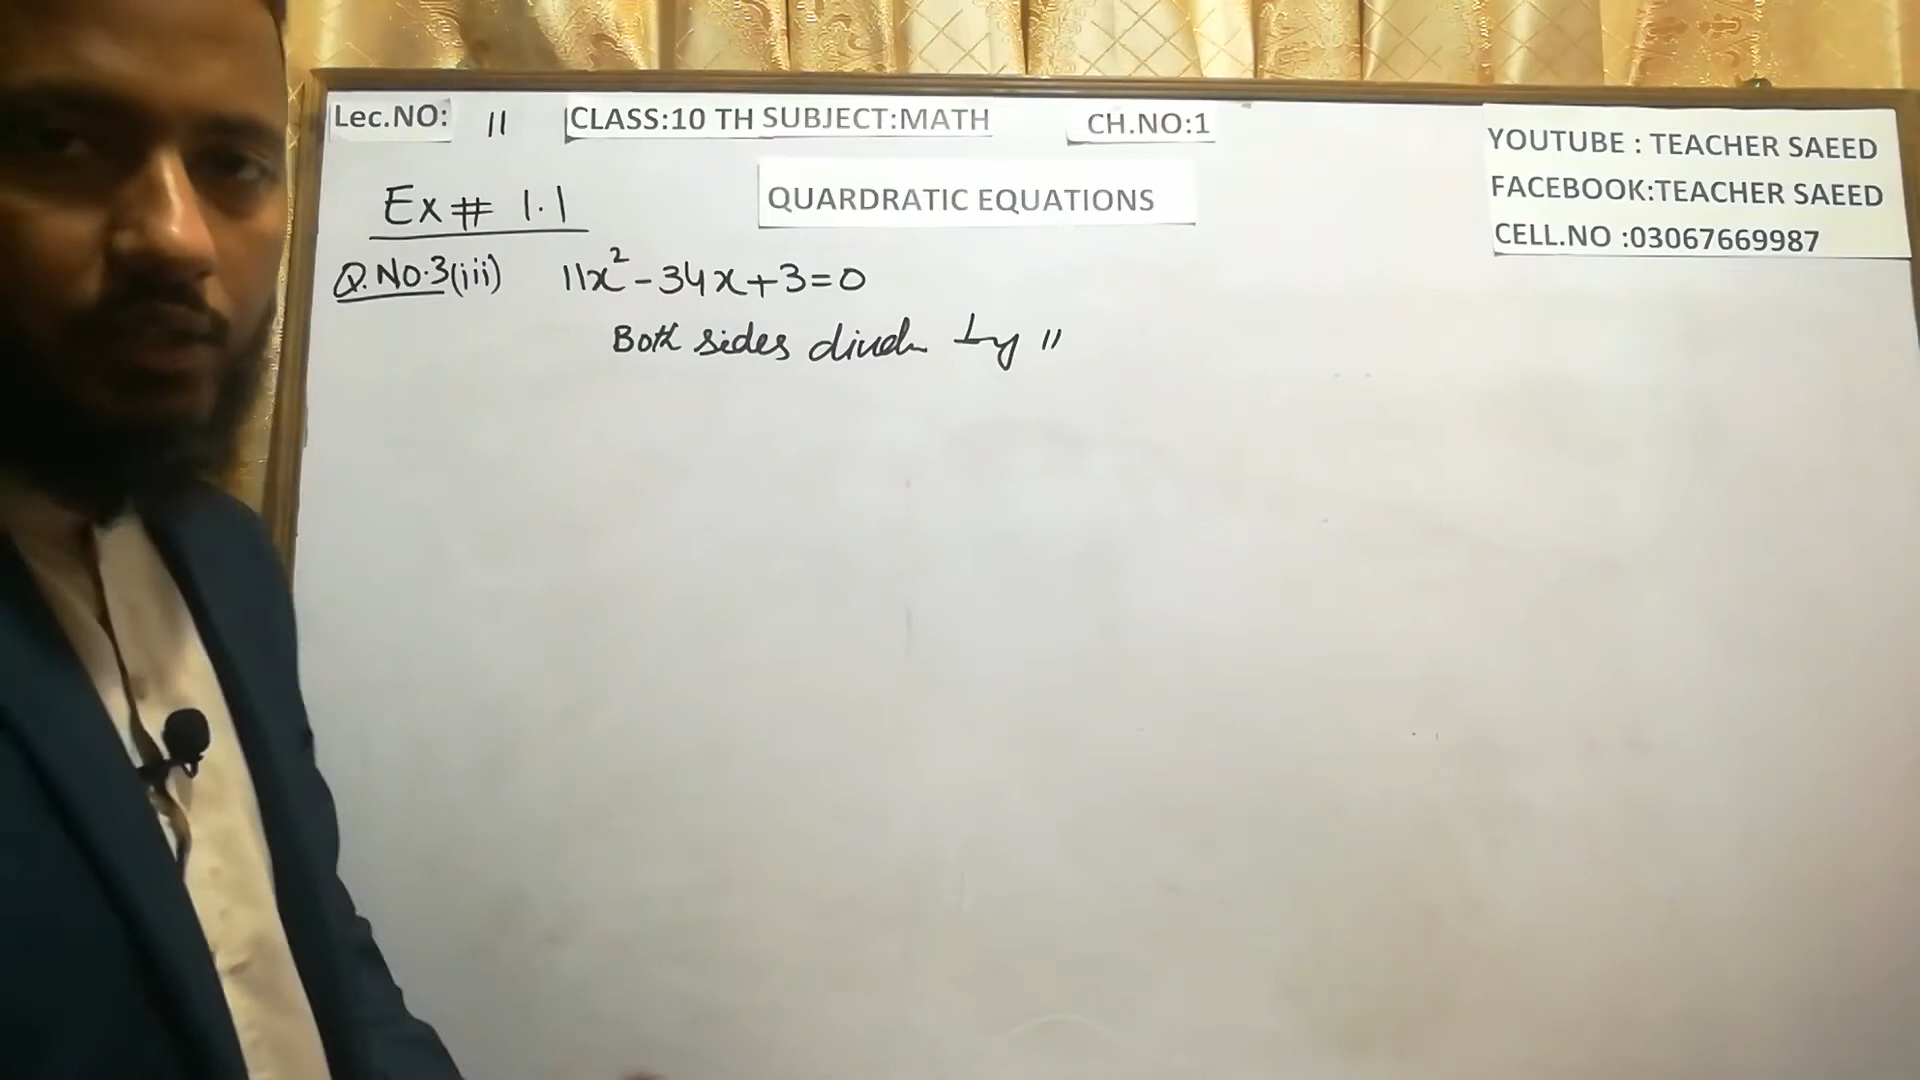 Lec.NO: 11 CLASS:10 TH SUBJECT:MATH CH.NO:1
YOUTUBE : TEACHER SAEED
FACEBOOK:TEACHER SAEED
CELL.NO :03067669987
QUARDRATIC EQUATIONS
Ex# 1.1
Q.No.3(iii) 11x²-34x+3=0
Both sides divide by 11